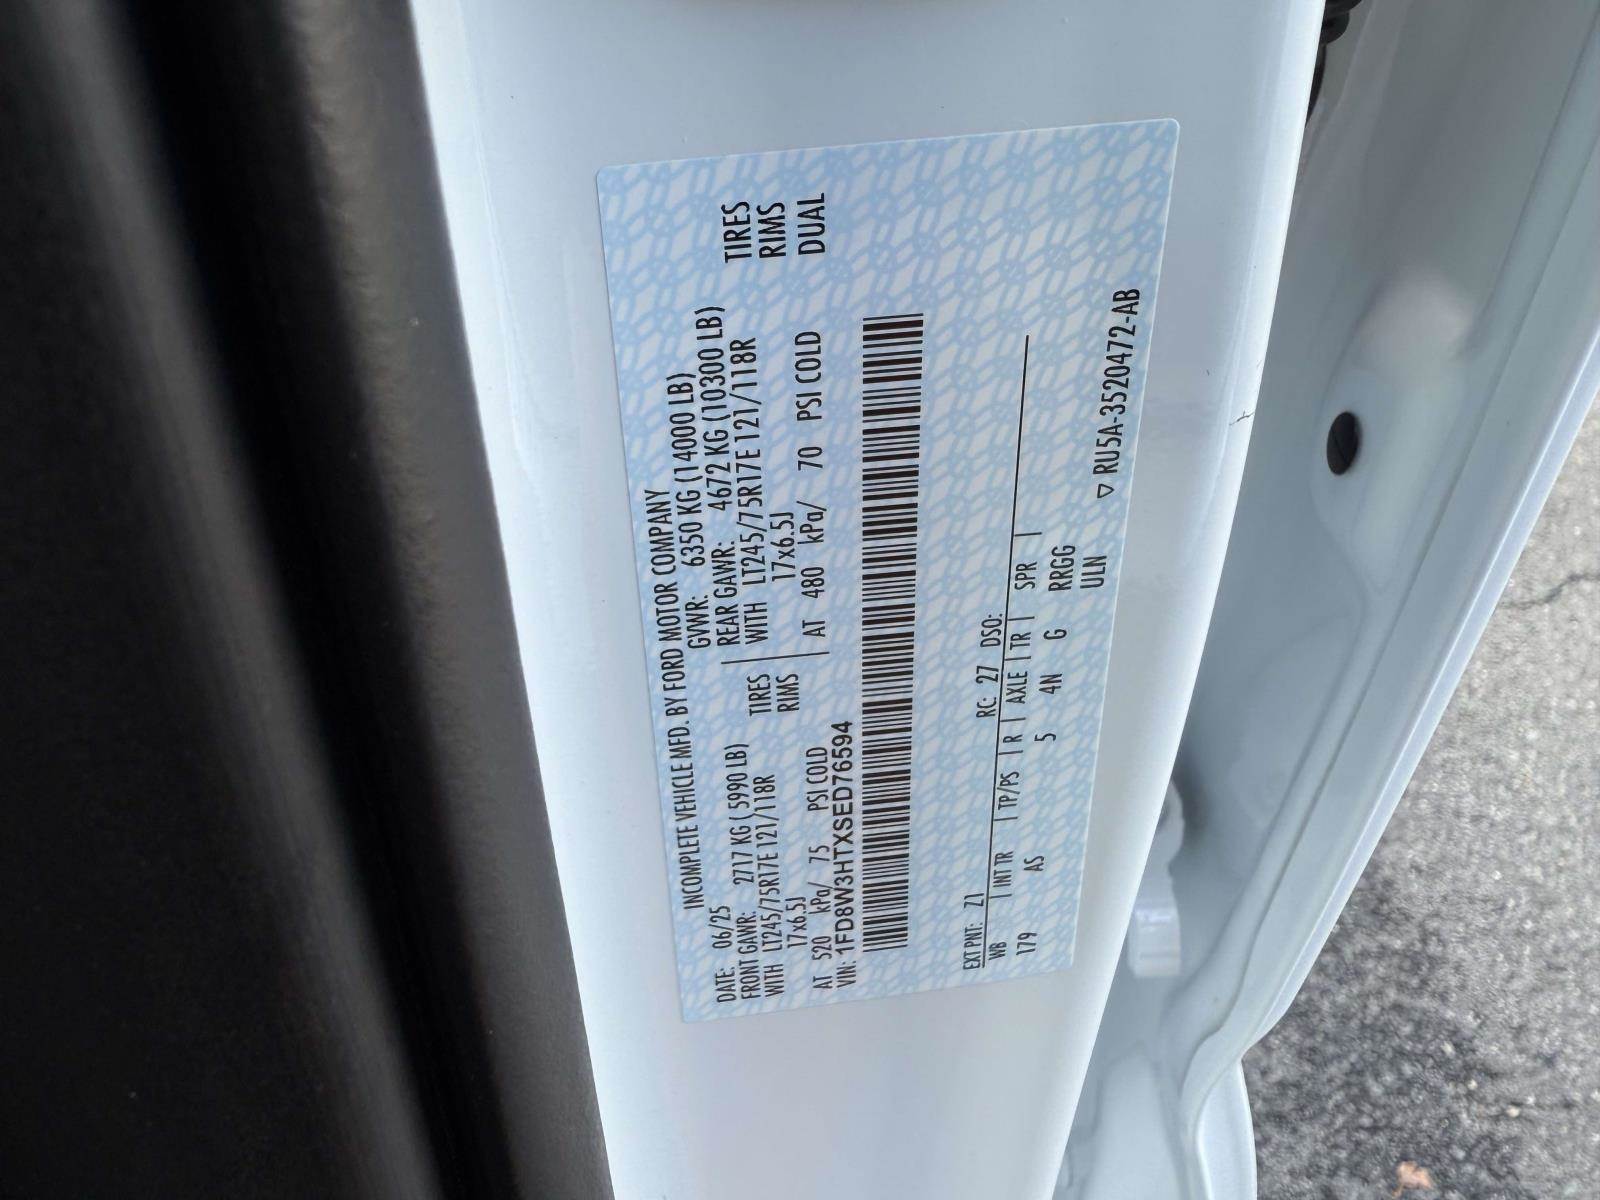 INCOMPLETE VEHICLE MFD. BY FORD MOTOR COMPANY
DATE: 06/25 GVWR: 6350 KG (14000 LB)
FRONT GAWR: 2717 KG ( 5990 LB) REAR GAWR: 4672 KG (10300 LB)
WITH LT245/75R17E 121/118R TIRES WITH LT245/75R17E 121/118R TIRES
17x6.5J RIMS 17x6.5J RIMS
AT 520 kPa/ 75 PSI COLD AT 480 kPa/ 70 PSI COLD DUAL
VIN: 1FD8W3HTXSED76594
EXT PNT: Z1 RC: 27 DSO:
WB | INT TR | TP/PS | R | AXLE | TR | SPR |
179 AS 5 4N G RRGG
ULN
▽ RU5A-3520472-AB